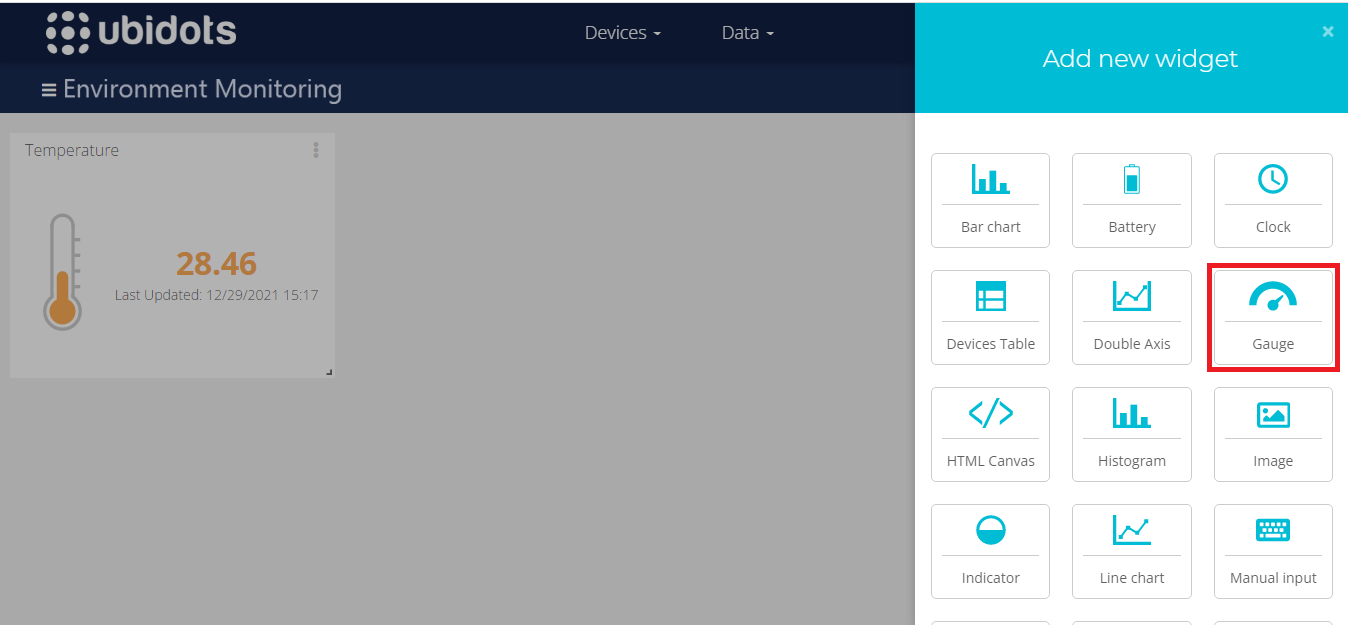 ubidots
Devices
Data
Environment Monitoring
Temperature
28.46
Last Updated: 12/29/2021 15:17
×
Add new widget
Bar chart
Battery
Clock
Devices Table
Double Axis
Gauge
HTML Canvas
Histogram
Image
Indicator
Line chart
Manual input